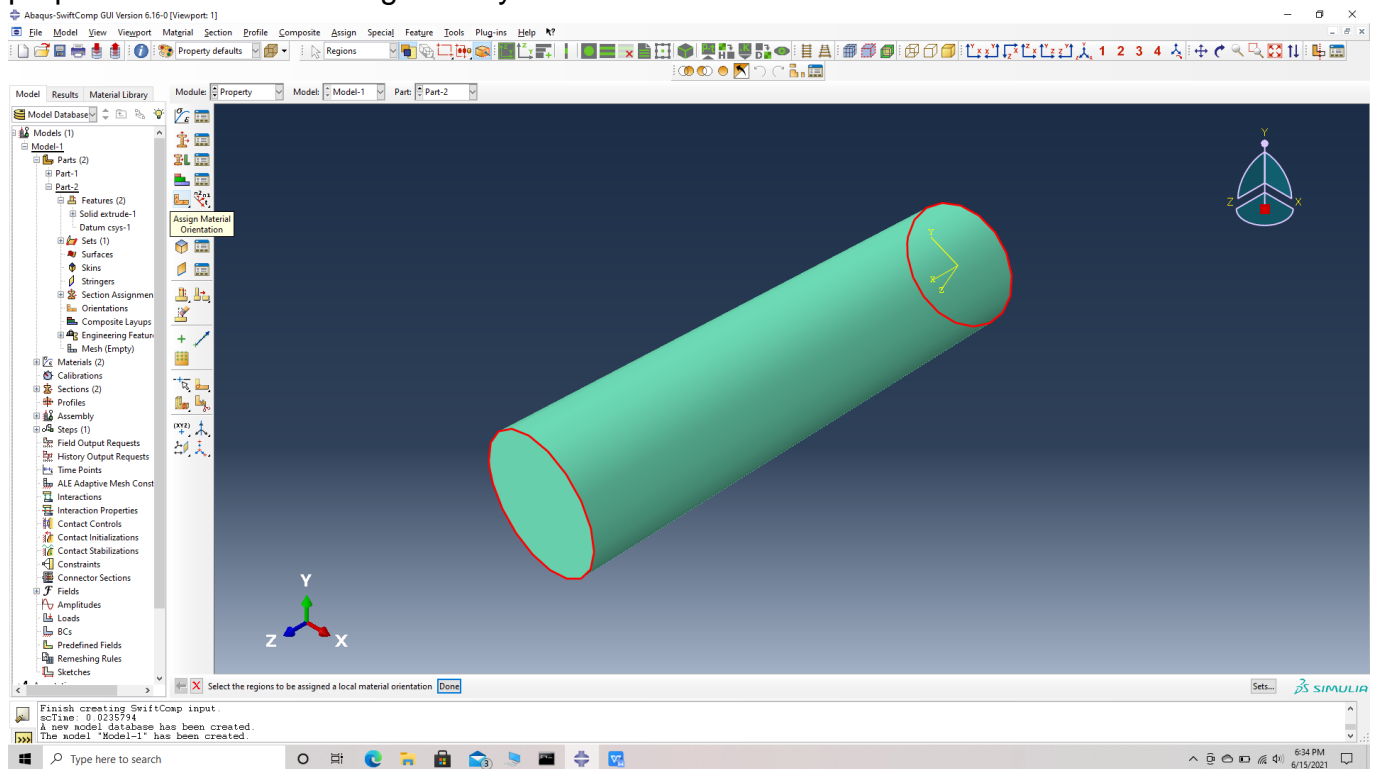 Abaqus-SwiftComp GUI Version 6.16-0 [Viewport: 1]
File Model View Viewport Material Section Profile Composite Assign Special Feature Tools Plug-ins Help
Property defaults Regions 1 2 3 4
Model Results Material Library Module: Property Model: Model-1 Part: Part-2
Model Database
Models (1)
Model-1
Parts (2)
Part-1
Part-2
Features (2)
Solid extrude-1
Datum csys-1
Sets (1)
Surfaces
Skins
Stringers
Section Assignmen
Orientations
Composite Layups
Engineering Featur
Mesh (Empty)
Materials (2)
Calibrations
Sections (2)
Profiles
Assembly
Steps (1)
Field Output Requests
History Output Requests
Time Points
ALE Adaptive Mesh Const
Interactions
Interaction Properties
Contact Controls
Contact Initializations
Contact Stabilizations
Constraints
Connector Sections
Fields
Amplitudes
Loads
BCs
Predefined Fields
Remeshing Rules
Sketches
Assign Material
Orientation
Y
Z X
Y
X
Z
Y
Z X
Select the regions to be assigned a local material orientation Done Sets... SIMULIA
Finish creating SwiftComp input.
scTime: 0.0235794
A new model database has been created.
The model "Model-1" has been created.
Type here to search
6:34 PM
6/15/2021